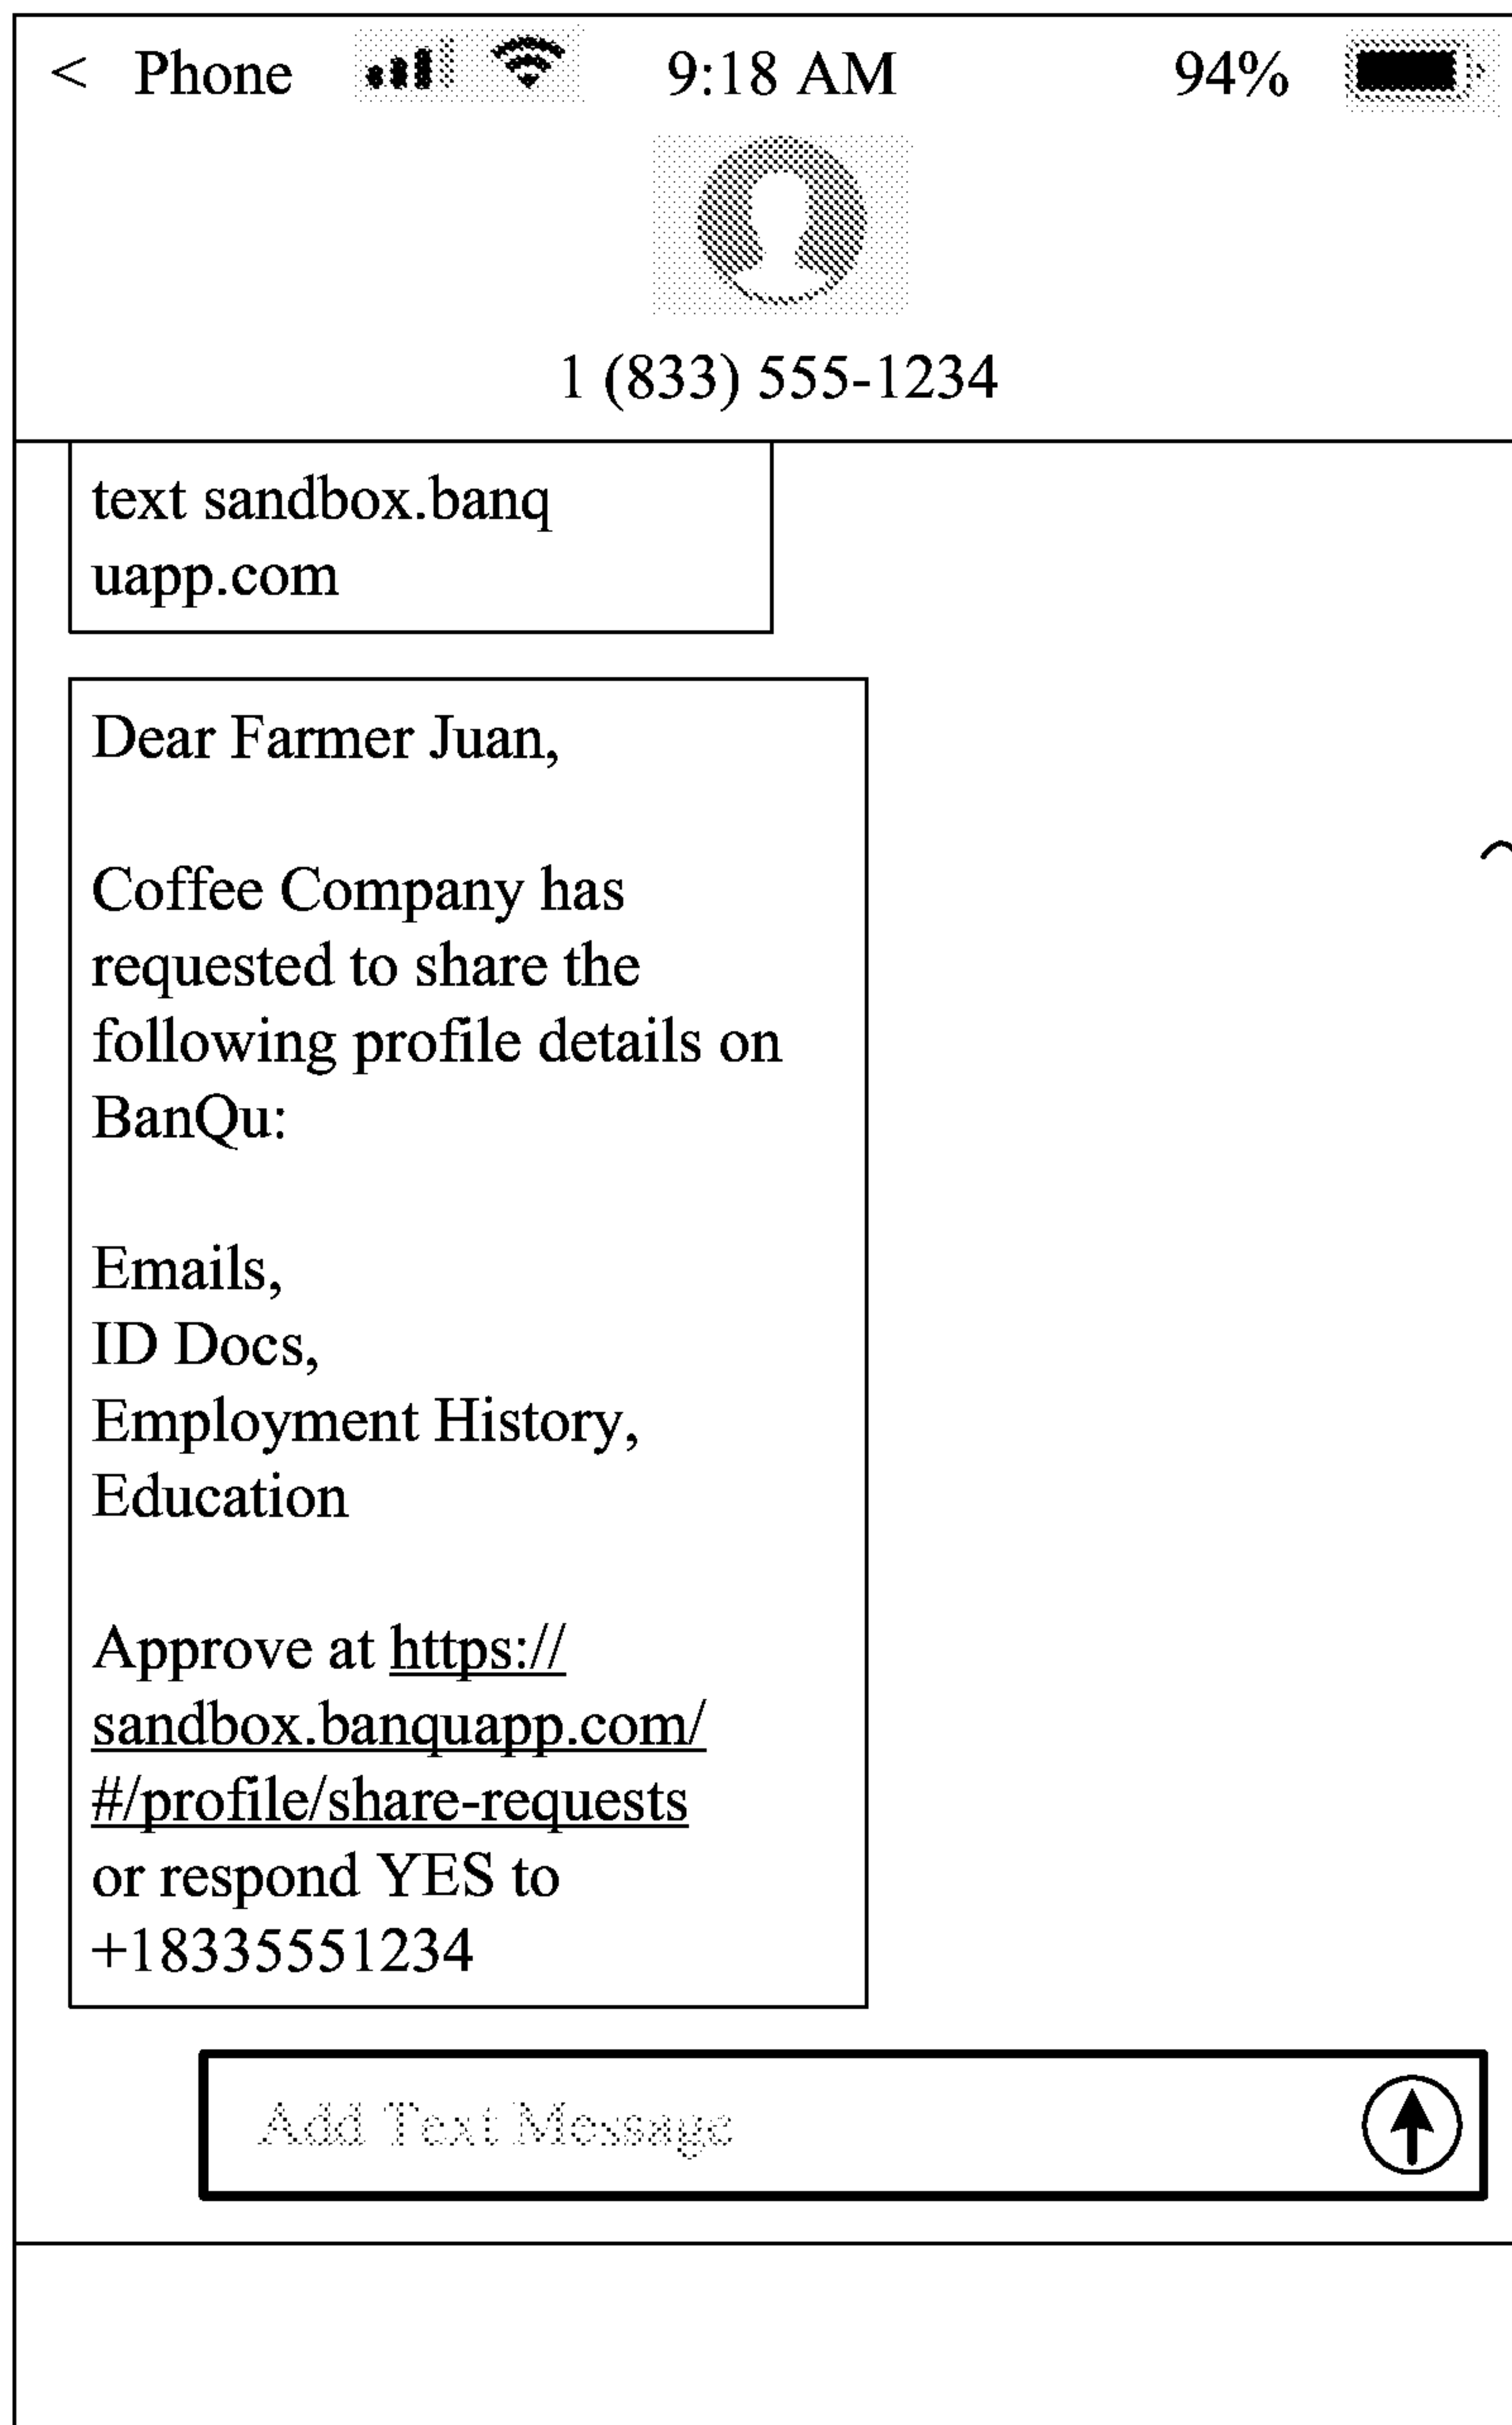 < Phone 9:18 AM 94%
1 (833) 555-1234
text sandbox.banq
uapp.com
Dear Farmer Juan,
Coffee Company has
requested to share the
following profile details on
BanQu:
Emails,
ID Docs,
Employment History,
Education
Approve at https://
sandbox.banquapp.com/
#/profile/share-requests
or respond YES to
+18335551234
Add Text Message